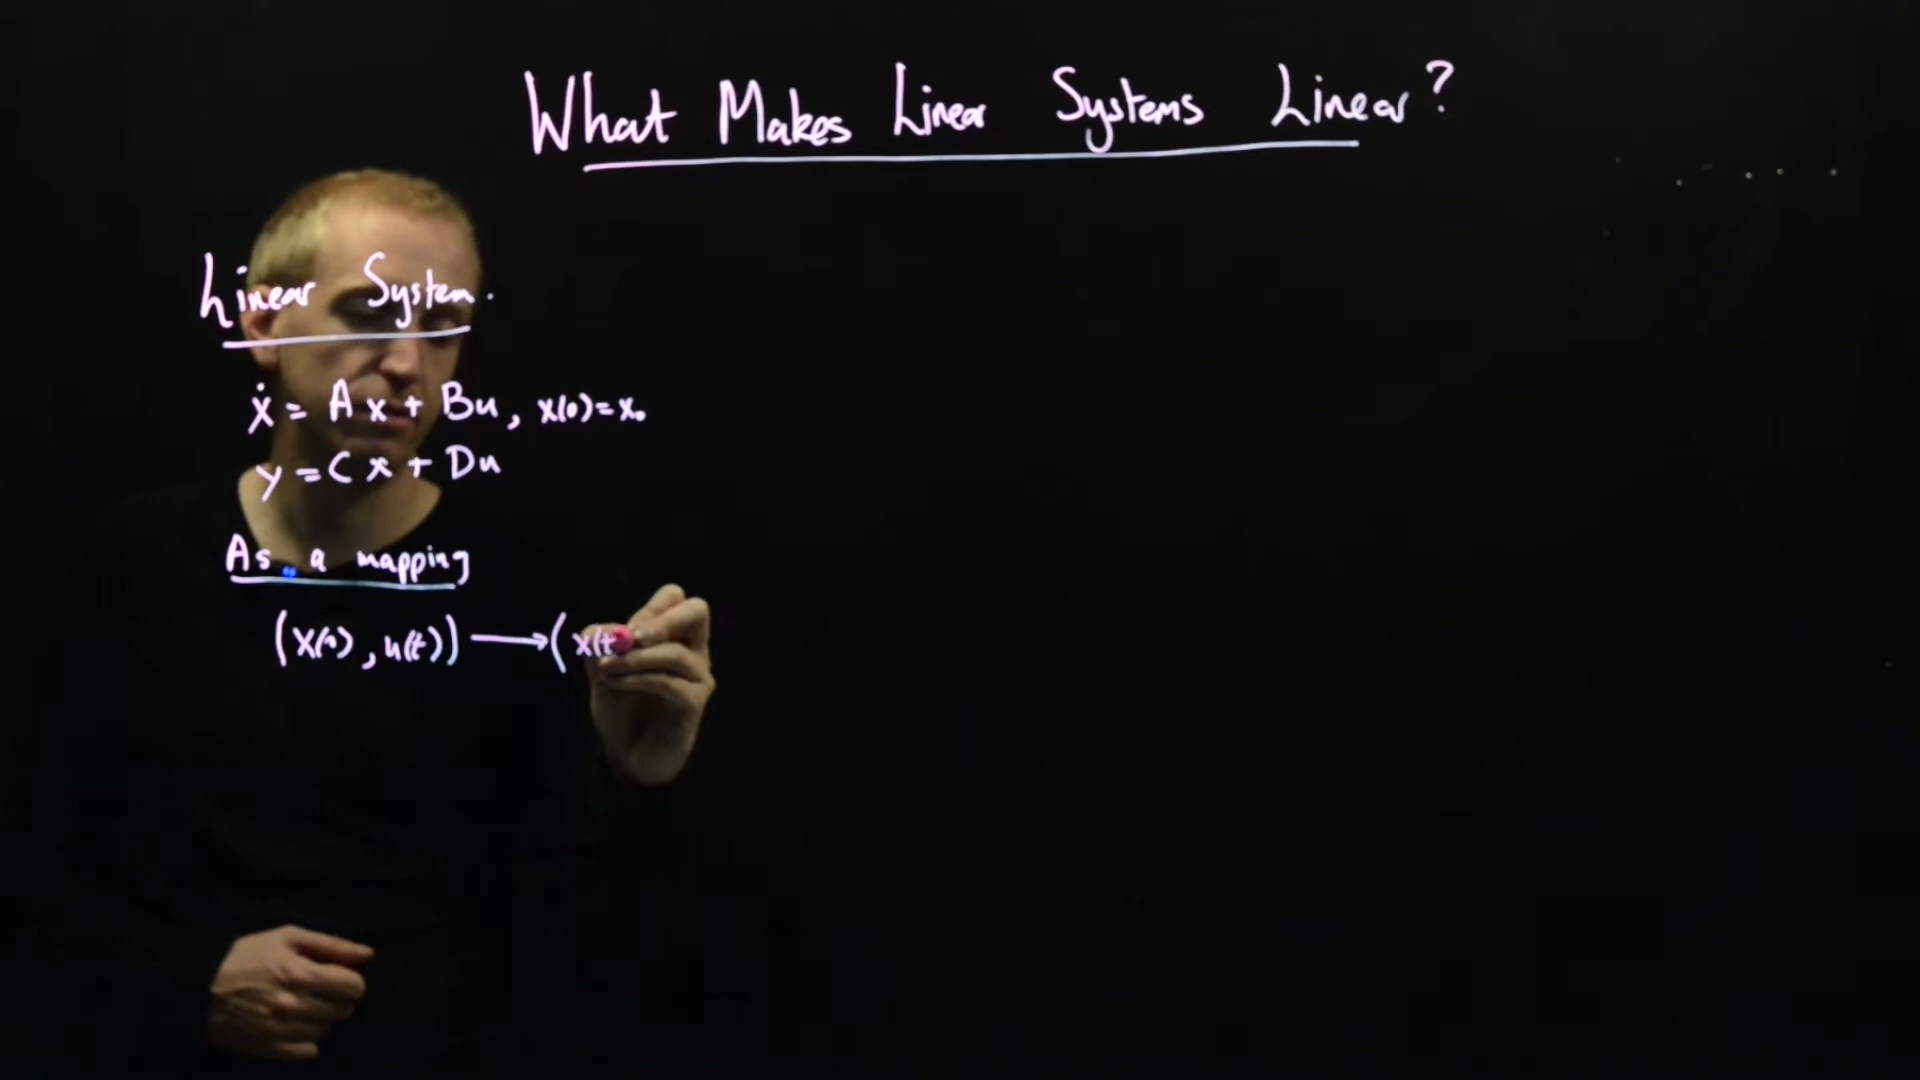 What Makes Linear Systems Linear?
Linear System.
ẋ = Ax + Bu, x(0)=x₀
y = Cx + Du
As a mapping
(x(0), u(t)) ⟶ (x(t